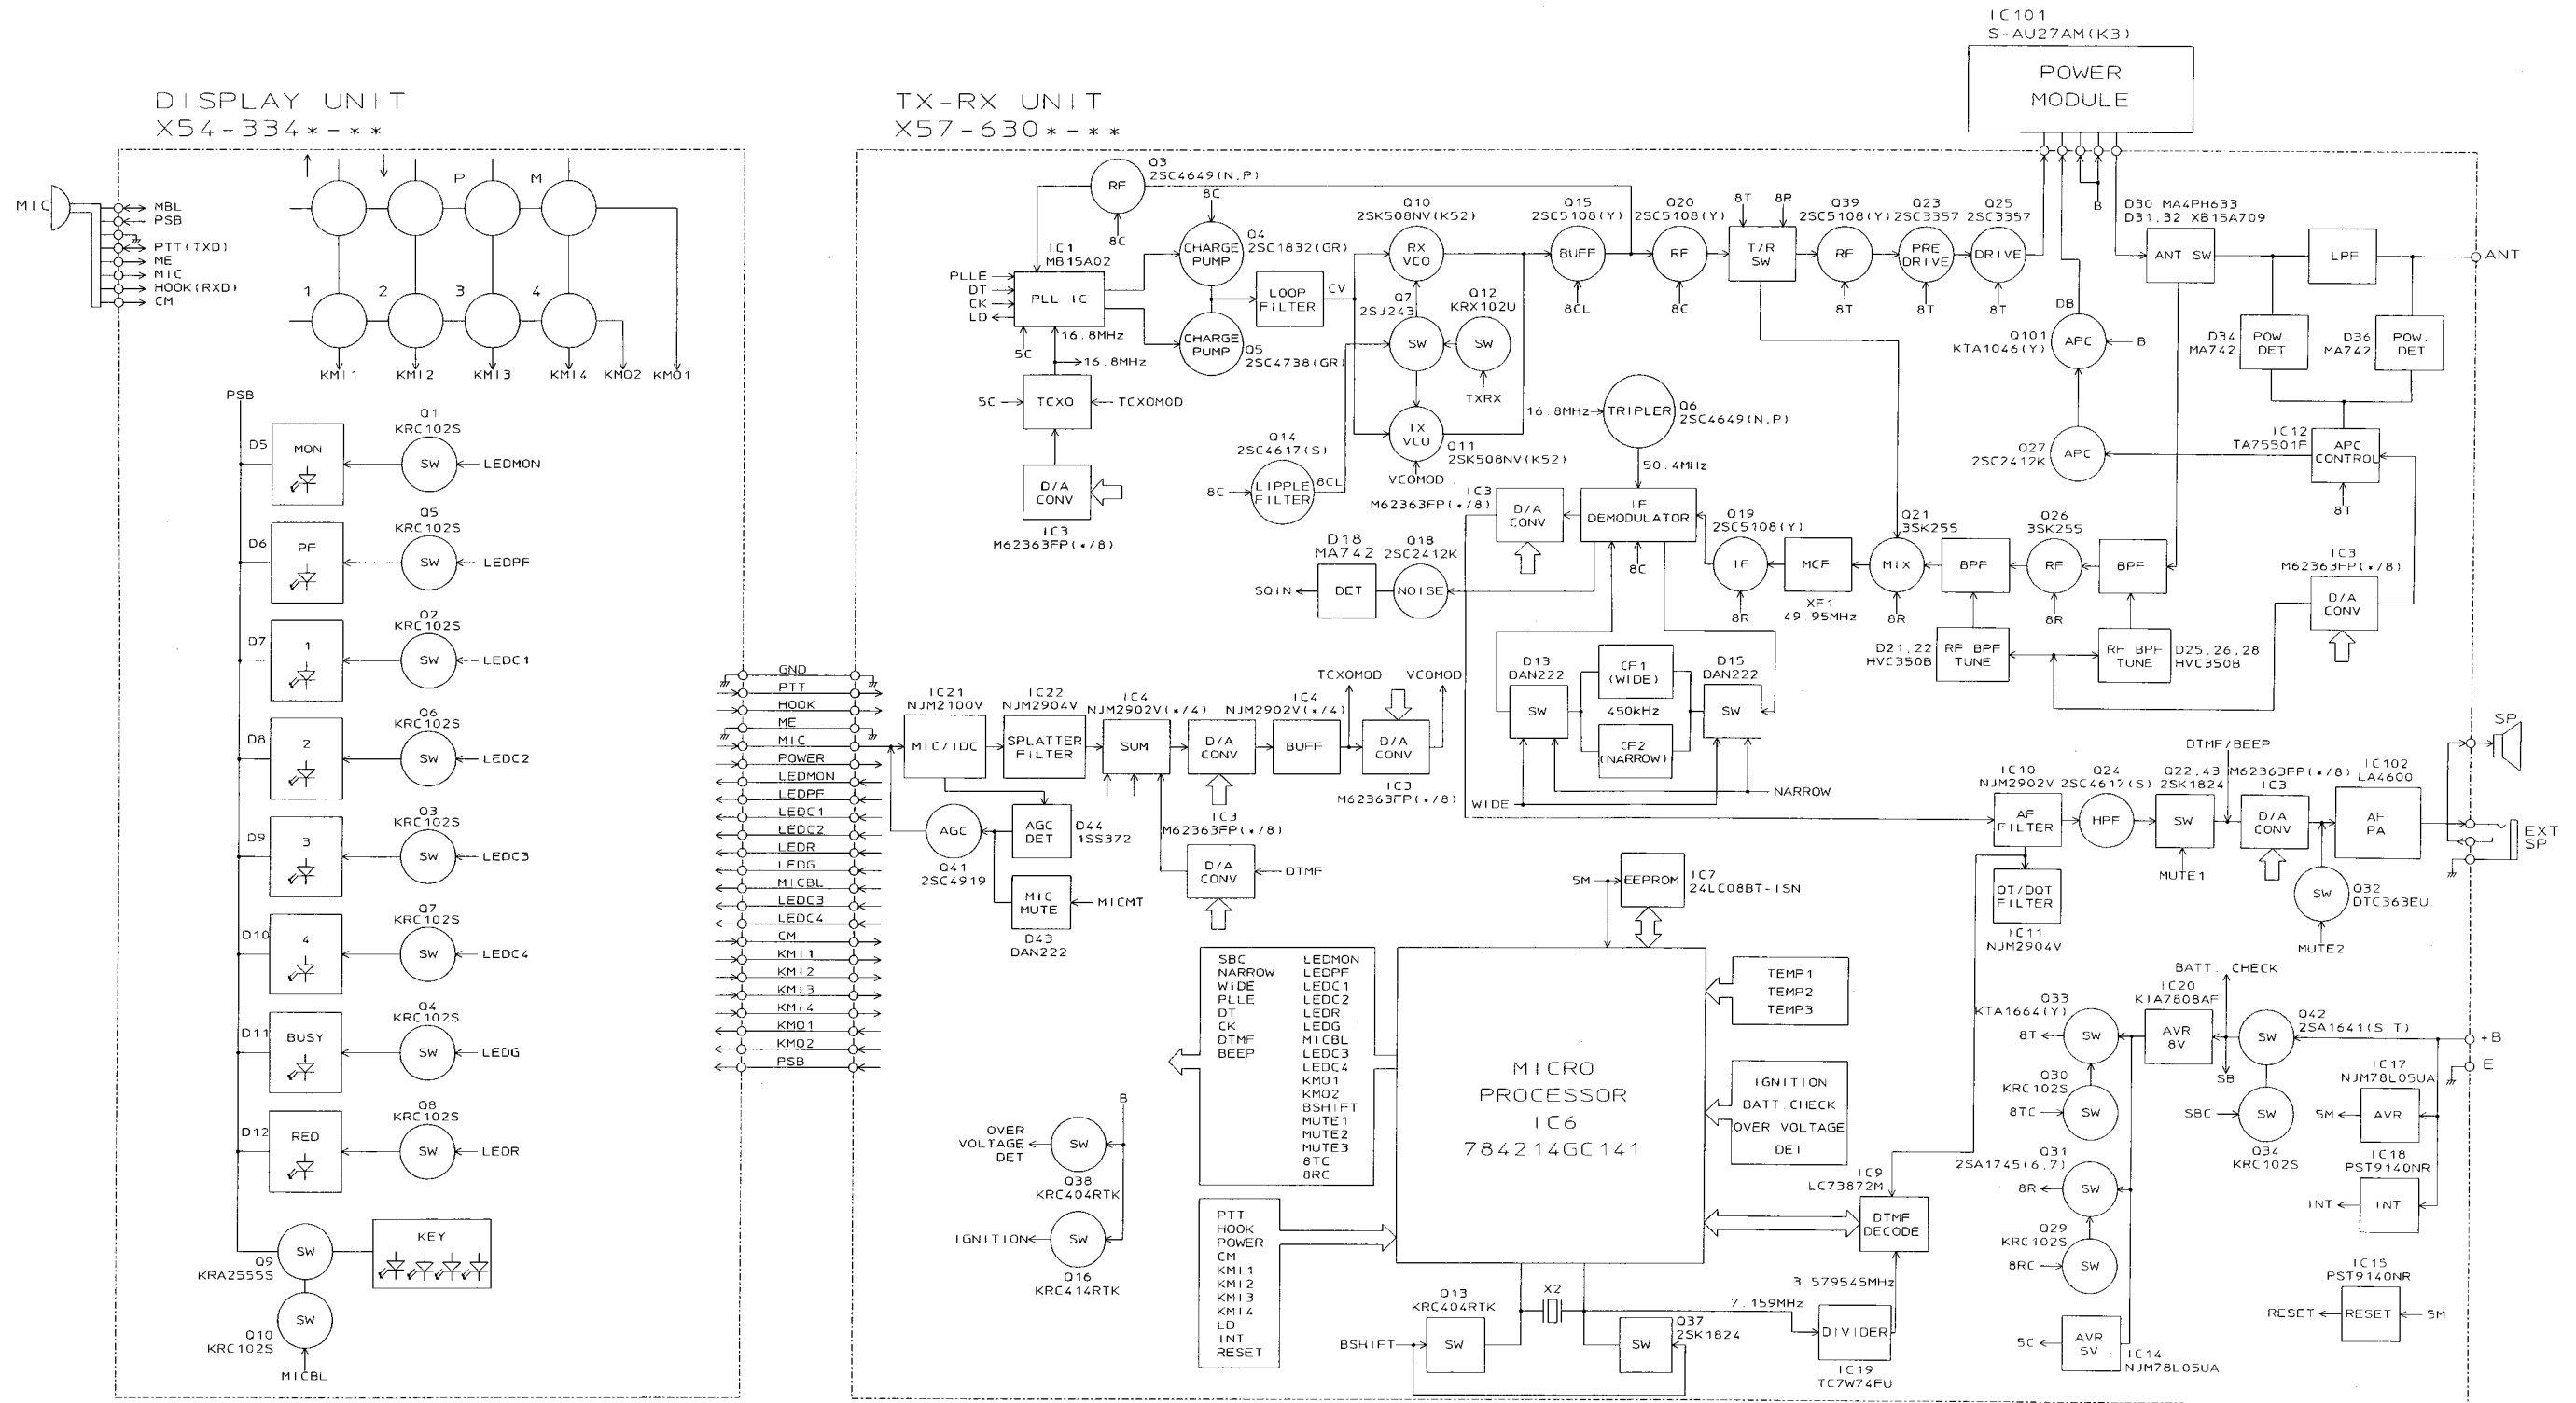 IC101
S-AU27AM(K3)
POWER
MODULE
DISPLAY UNIT
X54-334*-**
TX-RX UNIT
X57-630*-**
MIC
MBL
PSB
PTT(TXD)
ME
MIC
HOOK(RXD)
CM
P
M
1
2
3
4
KMI1
KMI2
KMI3
KMI4
KMO2
KMO1
PSB
D5
MON
Q1
KRC102S
SW
LEDMON
D6
PF
Q5
KRC102S
SW
LEDPF
D7
1
Q2
KRC102S
SW
LEDC1
D8
2
Q6
KRC102S
SW
LEDC2
D9
3
Q3
KRC102S
SW
LEDC3
D10
4
Q7
KRC102S
SW
LEDC4
D11
BUSY
Q4
KRC102S
SW
LEDG
D12
RED
Q8
KRC102S
SW
LEDR
SW
Q9
KRA2555S
KEY
SW
Q10
KRC102S
MICBL
GND
PTT
HOOK
ME
MIC
POWER
LEDMON
LEDPF
LEDC1
LEDC2
LEDR
LEDG
MICBL
LEDC3
LEDC4
CM
KMI1
KMI2
KMI3
KMI4
KMO1
KMO2
PSB
Q3
2SC4649(N,P)
RF
8C
IC1
MB15A02
PLLE
DT
CK
LD
PLL IC
5C
16.8MHz
16.8MHz
5C
TCXO
TCXOMOD
D/A
CONV
IC3
M62363FP(*/8)
8C
Q4
2SC1832(GR)
CHARGE
PUMP
CHARGE
PUMP
Q5
2SC4738(GR)
LOOP
FILTER
CV
Q10
2SK508NV(K52)
RX
VCO
Q7
2SJ243
SW
Q12
KRX102U
SW
TXRX
TX
VCO
Q11
2SK508NV(K52)
VCOMOD
Q14
2SC4617(S)
8C
LIPPLE
FILTER
8CL
Q15
2SC5108(Y)
BUFF
8CL
Q20
2SC5108(Y)
RF
8C
8T
8R
T/R
SW
Q39
2SC5108(Y)
RF
8T
Q23
2SC3357
PRE
DRIVE
8T
Q25
2SC3357
DRIVE
8T
B
DB
Q101
KTA1046(Y)
APC
B
Q27
2SC2412K
APC
D30 MA4PH633
D31,32 XB15A709
ANT SW
LPF
ANT
D34
MA742
POW.
DET
D36
MA742
POW.
DET
IC12
TA75501F
APC
CONTROL
8T
IC3
M62363FP(*/8)
D/A
CONV
16.8MHz
TRIPLER
Q6
2SC4649(N,P)
50.4MHz
IC3
M62363FP(*/8)
D/A
CONV
IF
DEMODULATOR
8C
Q19
2SC5108(Y)
IF
8R
MCF
XF1
49.95MHz
Q21
3SK255
MIX
8R
BPF
Q26
3SK255
RF
8R
BPF
D21,22
HVC350B
RF BPF
TUNE
RF BPF
TUNE
D25,26,28
HVC350B
D18
MA742
SQIN
DET
Q18
2SC2412K
NOISE
D13
DAN222
SW
CF1
(WIDE)
450kHz
CF2
(NARROW)
D15
DAN222
SW
NARROW
WIDE
IC21
NJM2100V
MIC/IDC
IC22
NJM2904V
SPLATTER
FILTER
IC4
NJM2902V(*/4)
SUM
D/A
CONV
IC3
M62363FP(*/8)
IC4
NJM2902V(*/4)
BUFF
TCXOMOD
D/A
CONV
IC3
M62363FP(*/8)
VCOMOD
AGC
Q41
2SC4919
AGC
DET
D44
1SS372
MIC
MUTE
MICMT
D43
DAN222
D/A
CONV
DTMF
IC10
NJM2902V
AF
FILTER
Q24
2SC4617(S)
HPF
Q22,43
2SK1824
SW
MUTE1
DTMF/BEEP
M62363FP(*/8)
IC3
D/A
CONV
IC102
LA4600
AF
PA
SP
EXT
SP
SW
Q32
DTC363EU
MUTE2
QT/DQT
FILTER
IC11
NJM2904V
5M
EEPROM
IC7
24LC08BT-ISN
SBC
NARROW
WIDE
PLLE
DT
CK
DTMF
BEEP
LEDMON
LEDPF
LEDC1
LEDC2
LEDR
LEDG
MICBL
LEDC3
LEDC4
KMO1
KMO2
BSHIFT
MUTE1
MUTE2
MUTE3
8TC
8RC
MICRO
PROCESSOR
IC6
784214GC141
TEMP1
TEMP2
TEMP3
IGNITION
BATT.CHECK
OVER VOLTAGE
DET
PTT
HOOK
POWER
CM
KMI1
KMI2
KMI3
KMI4
LD
INT
RESET
B
OVER
VOLTAGE
DET
SW
Q38
KRC404RTK
IGNITION
SW
Q16
KRC414RTK
IC9
LC73872M
DTMF
DECODE
3.579545MHz
7.159MHz
X2
Q13
KRC404RTK
BSHIFT
SW
Q37
2SK1824
SW
DIVIDER
IC19
TC7W74FU
BATT. CHECK
Q33
KTA1664(Y)
8T
SW
IC20
KIA7808AF
AVR
8V
SB
Q42
2SA1641(S,T)
SW
+B
E
Q30
KRC102S
8TC
SW
SBC
SW
Q34
KRC102S
IC17
NJM78L05UA
5M
AVR
IC18
PST9140NR
INT
INT
Q31
2SA1745(6,7)
8R
SW
Q29
KRC102S
8RC
SW
IC15
PST9140NR
RESET
RESET
5M
5C
AVR
5V
IC14
NJM78L05UA